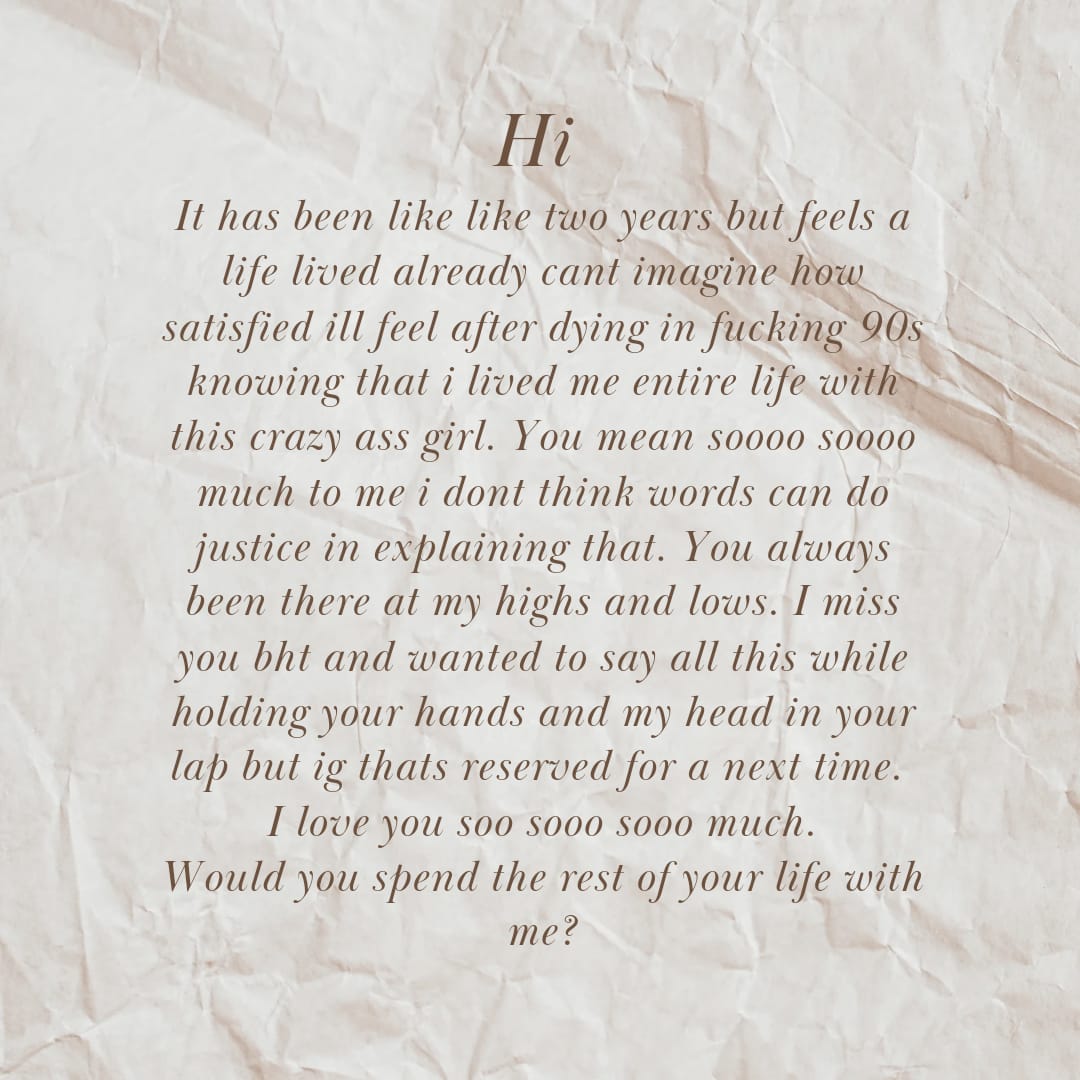 Hi
It has been like like two years but feels a
life lived already cant imagine how
satisfied ill feel after dying in fucking 90s
knowing that i lived me entire life with
this crazy ass girl. You mean soooo soooo
much to me i dont think words can do
justice in explaining that. You always
been there at my highs and lows. I miss
you bht and wanted to say all this while
holding your hands and my head in your
lap but ig thats reserved for a next time.
I love you soo sooo sooo much.
Would you spend the rest of your life with
me?